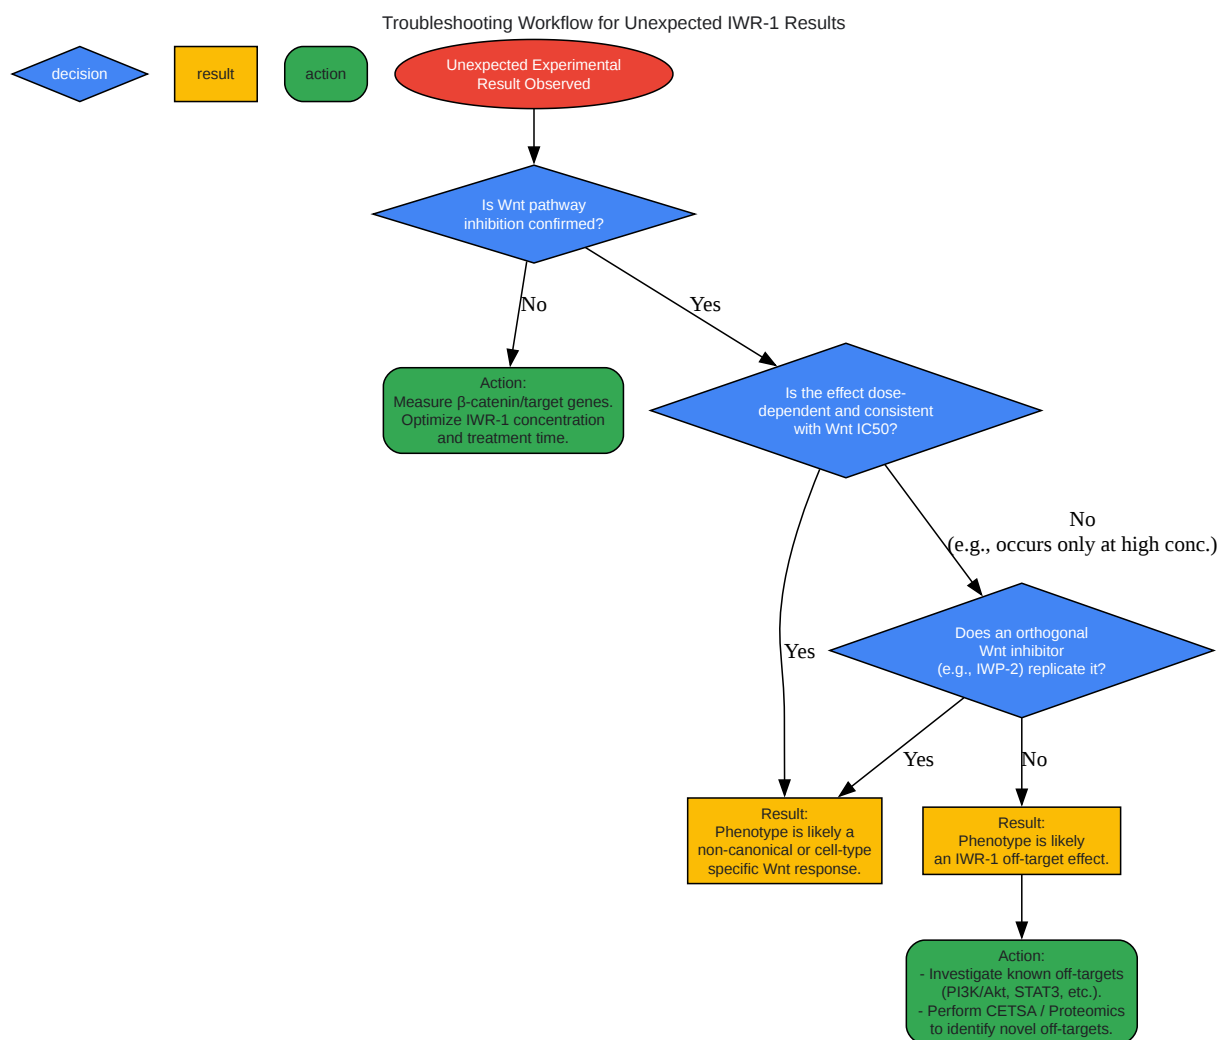 Troubleshooting Workflow for Unexpected IWR-1 Results
decision
result
action
Unexpected Experimental
Result Observed
Is Wnt pathway
inhibition confirmed?
No
Yes
Action:
Measure β-catenin/target genes.
Optimize IWR-1 concentration
and treatment time.
Is the effect dose-
dependent and consistent
with Wnt IC50?
No
(e.g., occurs only at high conc.)
Does an orthogonal
Wnt inhibitor
(e.g., IWP-2) replicate it?
Yes
Yes
No
Result:
Phenotype is likely a
non-canonical or cell-type
specific Wnt response.
Result:
Phenotype is likely
an IWR-1 off-target effect.
Action:
- Investigate known off-targets
(PI3K/Akt, STAT3, etc.).
- Perform CETSA / Proteomics
to identify novel off-targets.